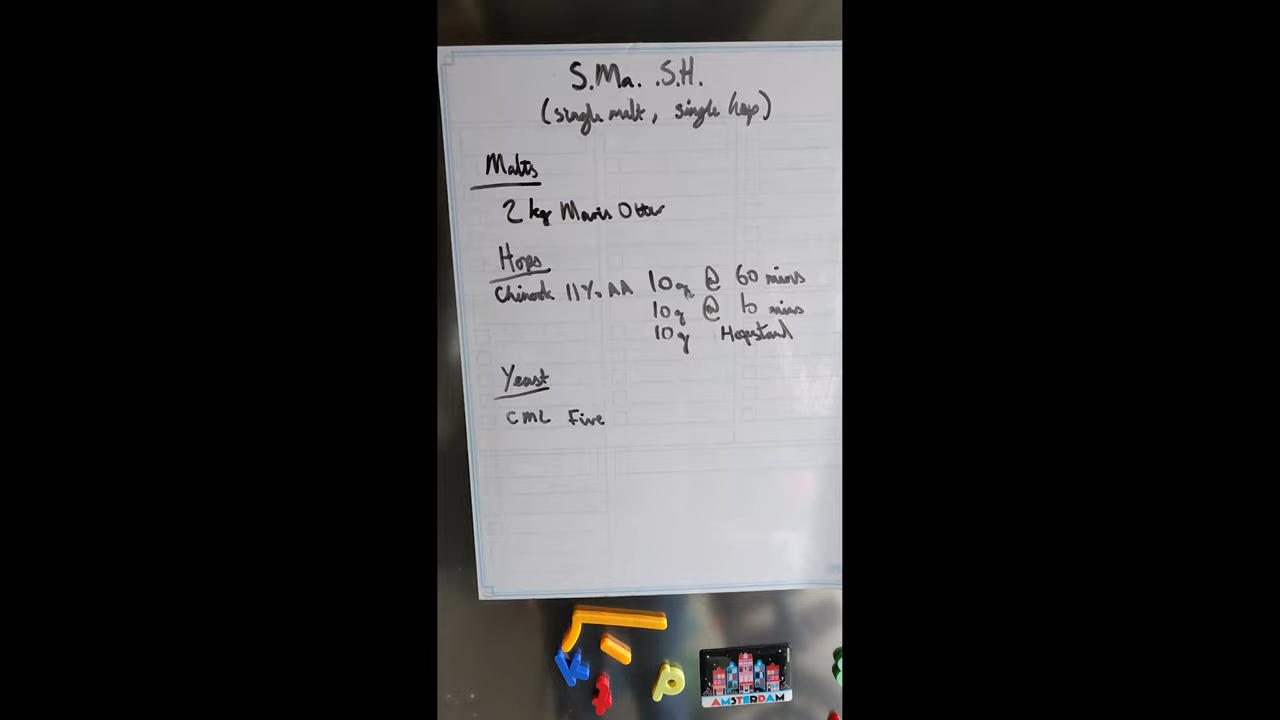 S.Ma. .S.H.
(single malt, single hop)
Malts
2 kg Maris Otter
Hops
Chinook 11% AA 10g @ 60 mins
10g @ 10 mins
10g Hopstand
Yeast
CML Five
AMSTERDAM